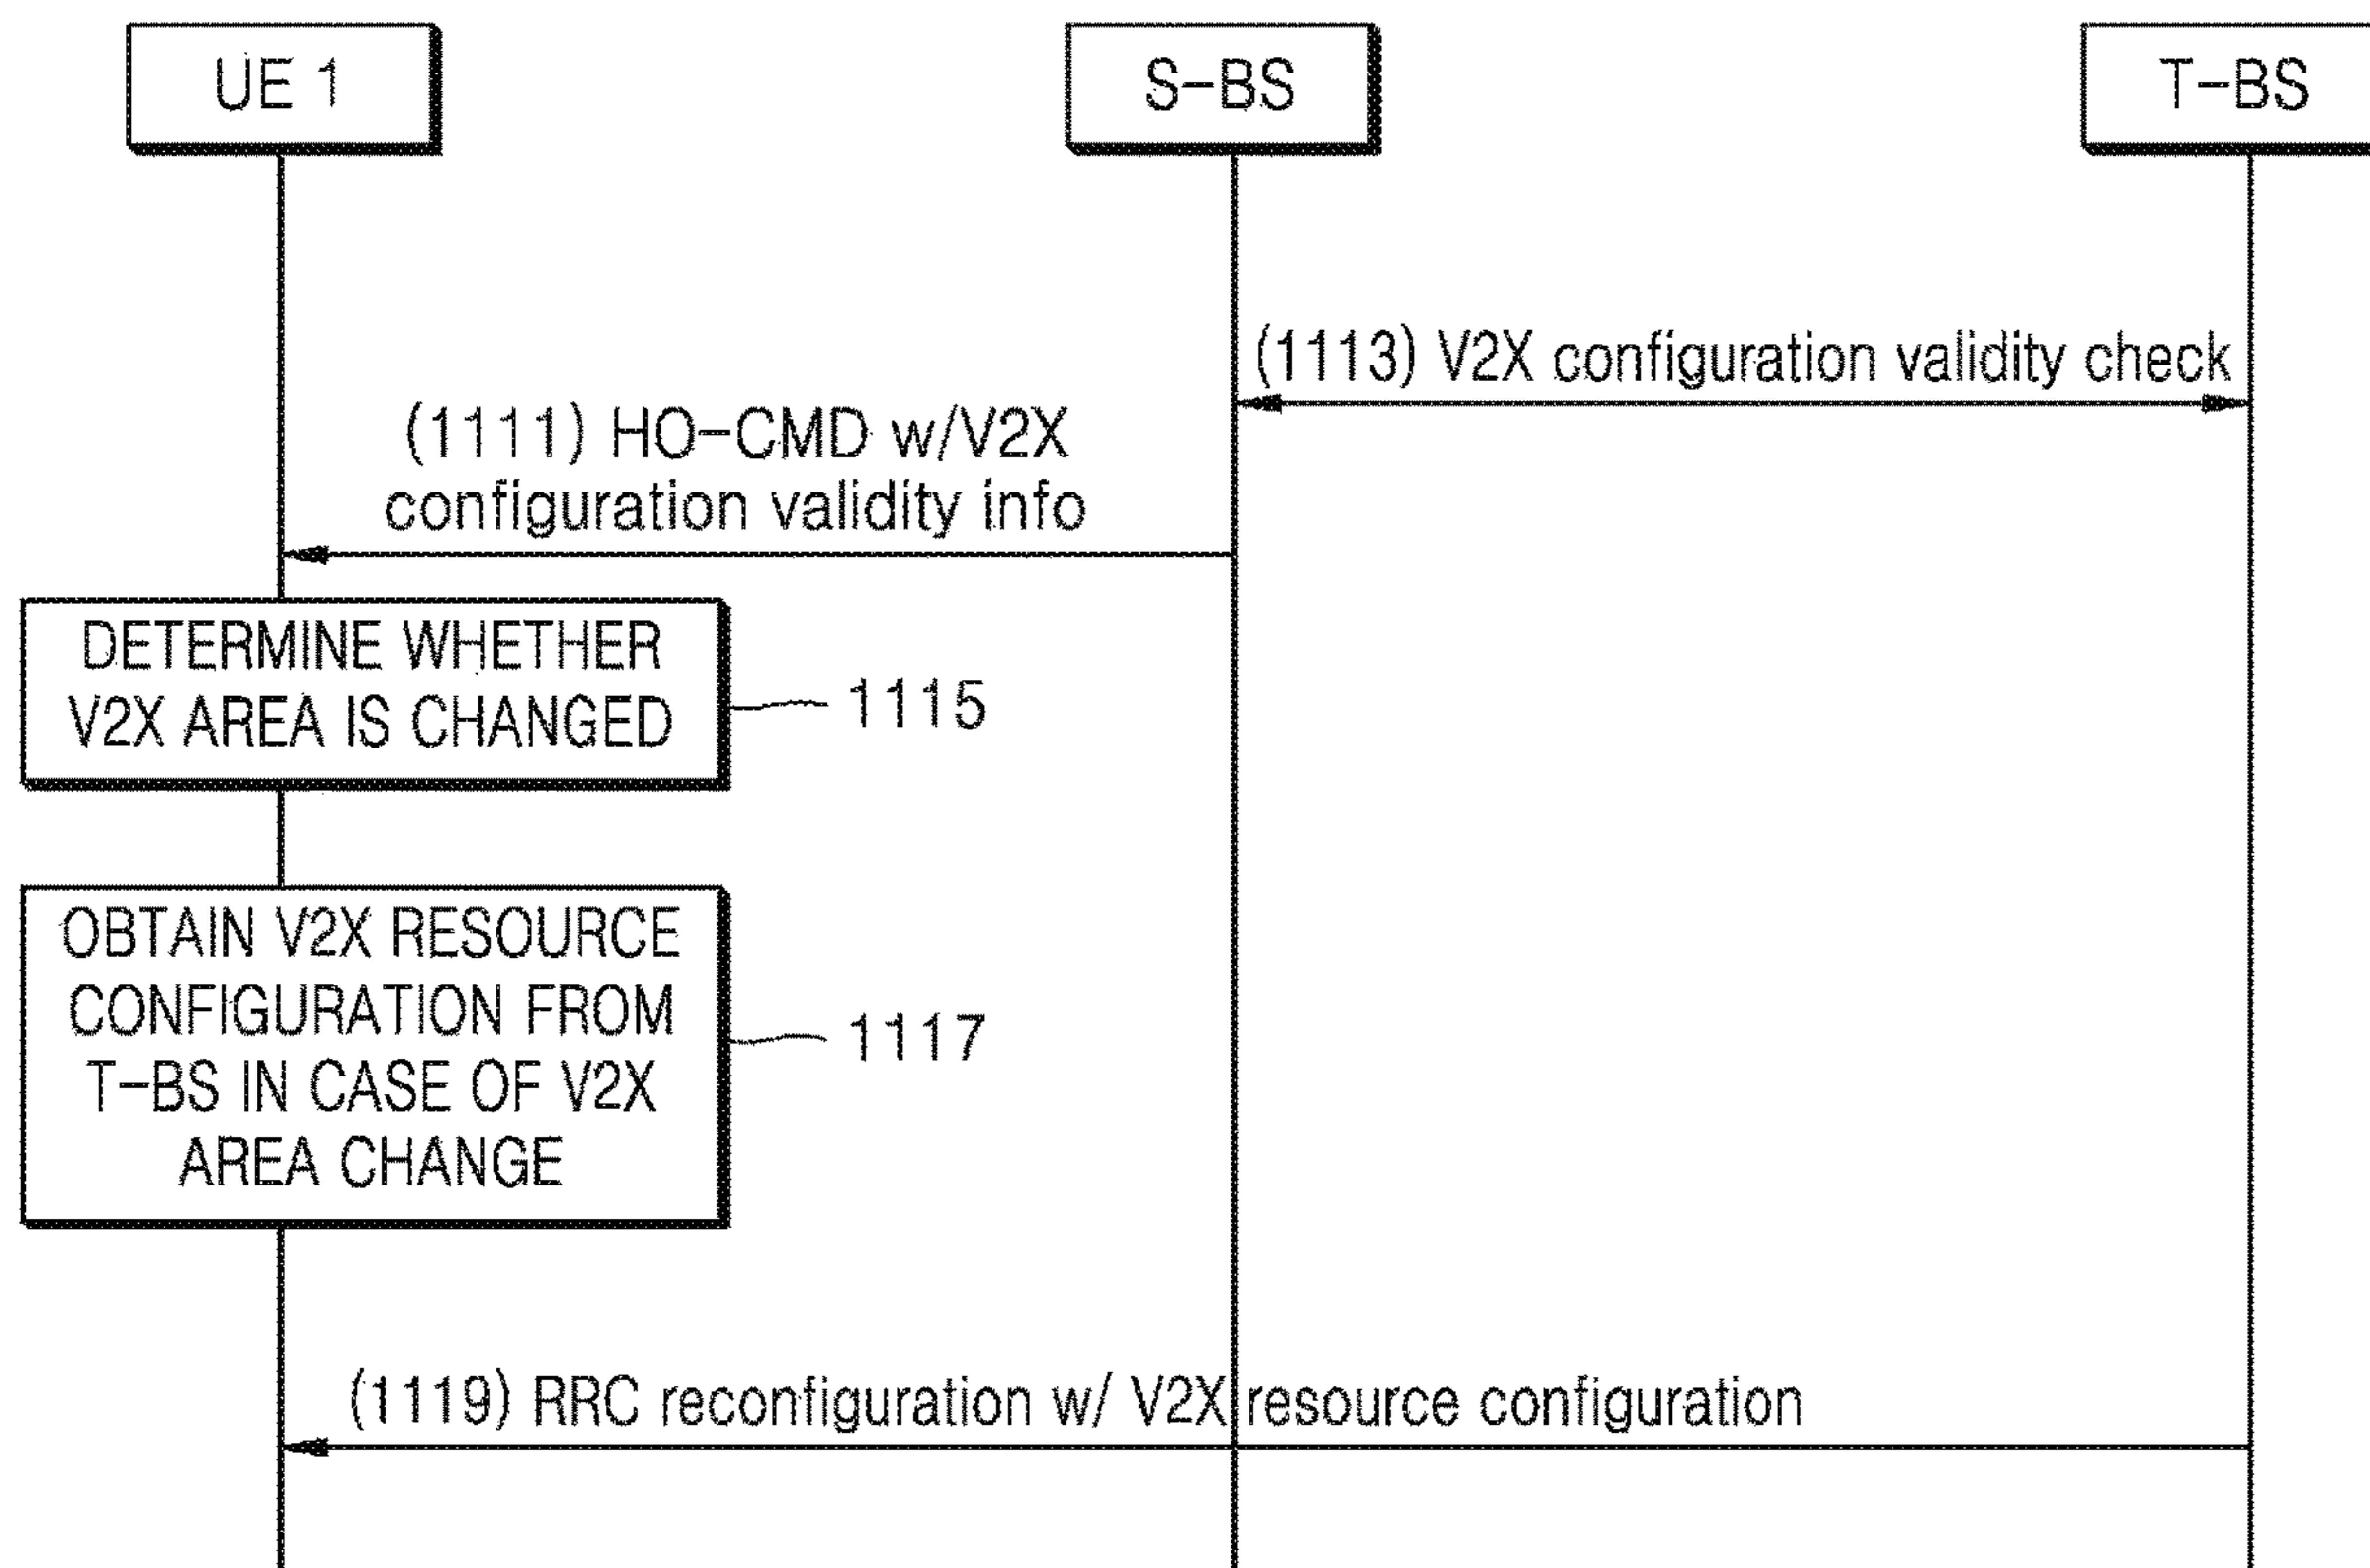 UE 1
S-BS
T-BS
(1113) V2X configuration validity check
(1111) HO-CMD w/V2X
configuration validity info
DETERMINE WHETHER
V2X AREA IS CHANGED
1115
OBTAIN V2X RESOURCE
CONFIGURATION FROM
T-BS IN CASE OF V2X
AREA CHANGE
1117
(1119) RRC reconfiguration w/ V2X resource configuration